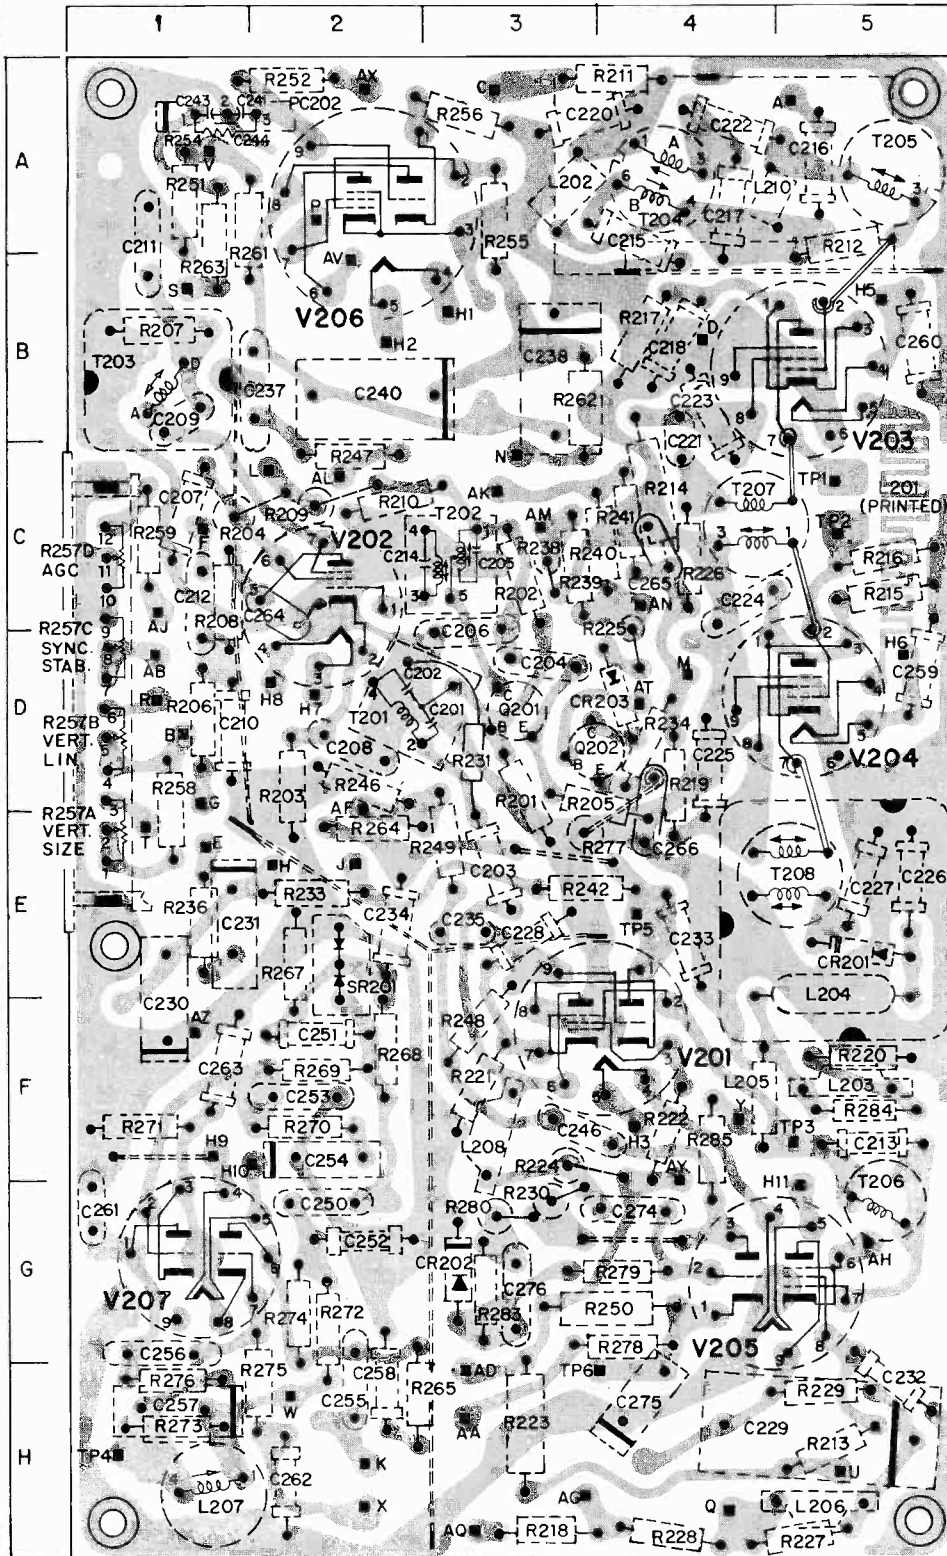 1 2 3 4 5
A
B
C
D
E
F
G
H
R252
AX
C
R211
C243
2
C241
PC202
R256
C220
C222
A
T205
R254
C244
V
C216
R251
P
L202
A
B
T204
L210
C217
C211
R263
R261
AV
R255
C215
R212
S
V206
H1
R217
D
H5
R207
H2
C218
C260
T203
D
C238
C237
C240
R262
C223
A
C209
V203
C221
R247
N
L
AL
TP1
C207
R210
T202
AK
R214
T207
201
(PRINTED)
R259
R204
R209
AM
R241
TP2
R257D
AGC
V202
C214
C205
R238
R240
R216
C212
R202
R239
C265
R226
R215
C264
AN
C224
AJ
R208
C206
R225
R257C
SYNC.
STAB.
H6
AB
C202
C204
M
C259
H8
CR203
AT
R
R206
H7
T201
C201
Q201
C
B
E
R257B
VERT.
LIN.
B
C210
R234
C208
R231
Q202
C
B
E
C225
V204
R258
R203
R246
R201
R205
R219
G
AF
R257A
VERT.
SIZE
T
R264
R249
R277
C266
E
H
J
C203
T208
R236
R233
R242
C227
C226
C231
C234
C235
C228
TP5
C233
R267
SR201
CR201
C230
L204
AZ
C251
R248
R268
V201
C263
R269
R221
L205
R220
C253
L203
R222
Y
R284
R271
R270
C246
H3
R285
TP3
C213
H9
L208
H10
C254
R224
AY
H11
T206
C261
C250
R280
R230
C274
C252
AH
CR202
R279
V207
C276
R274
R272
R283
R250
R278
V205
C256
R275
C258
AD
TP6
R276
R265
C232
C257
C255
R229
W
C275
R273
AA
R223
C229
TP4
R213
K
U
C262
L207
X
AG
Q
L206
AQ
R218
R228
R227